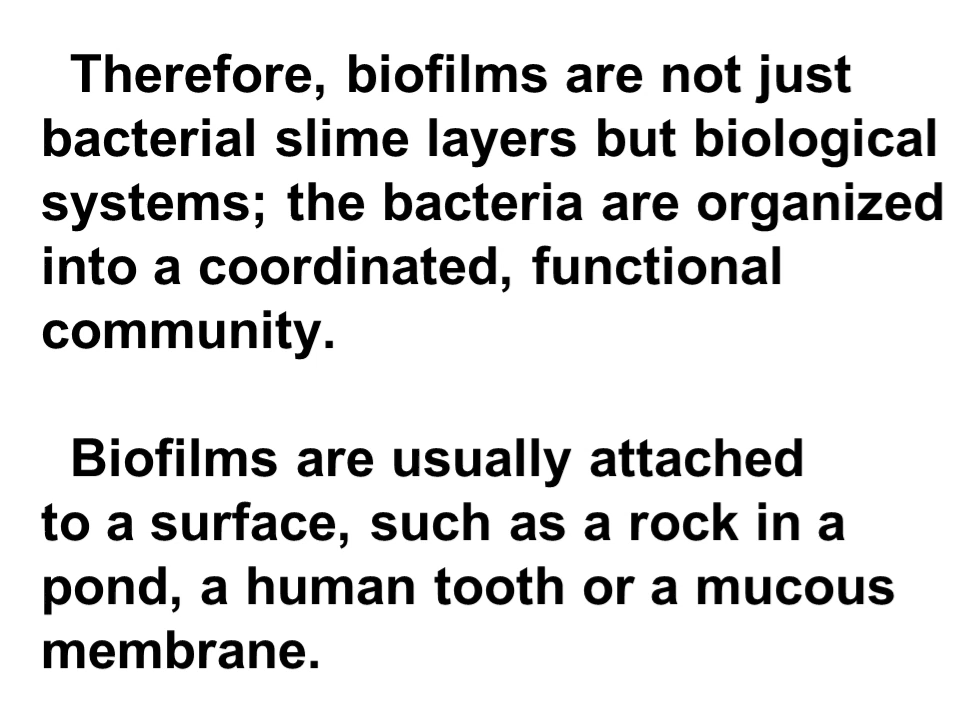 Therefore, biofilms are not just
bacterial slime layers but biological
systems; the bacteria are organized
into a coordinated, functional
community.
Biofilms are usually attached
to a surface, such as a rock in a
pond, a human tooth or a mucous
membrane.